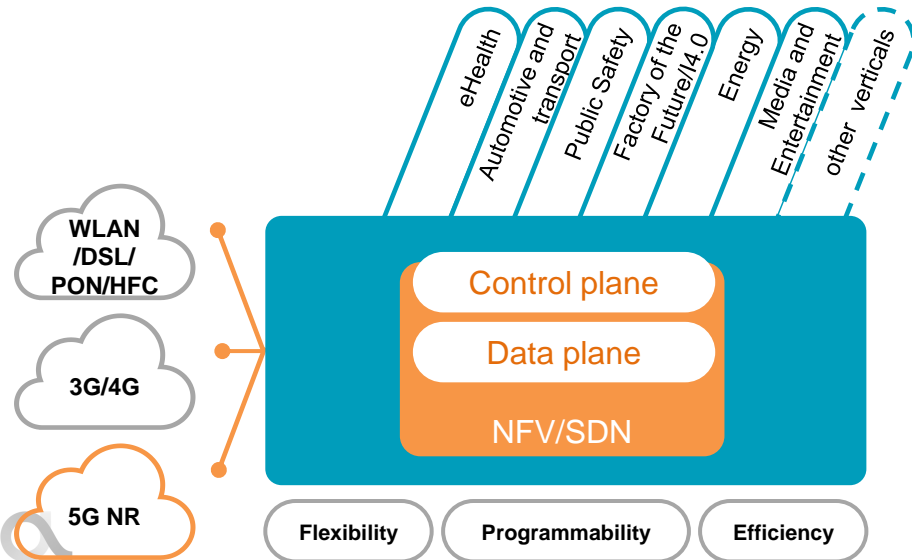 eHealth
Automotive and
transport
Public Safety
Factory of the
Future/I4.0
Energy
Media and
Entertainment
other verticals
WLAN
/DSL/
PON/HFC
3G/4G
5G NR
Control plane
Data plane
NFV/SDN
Flexibility
Programmability
Efficiency